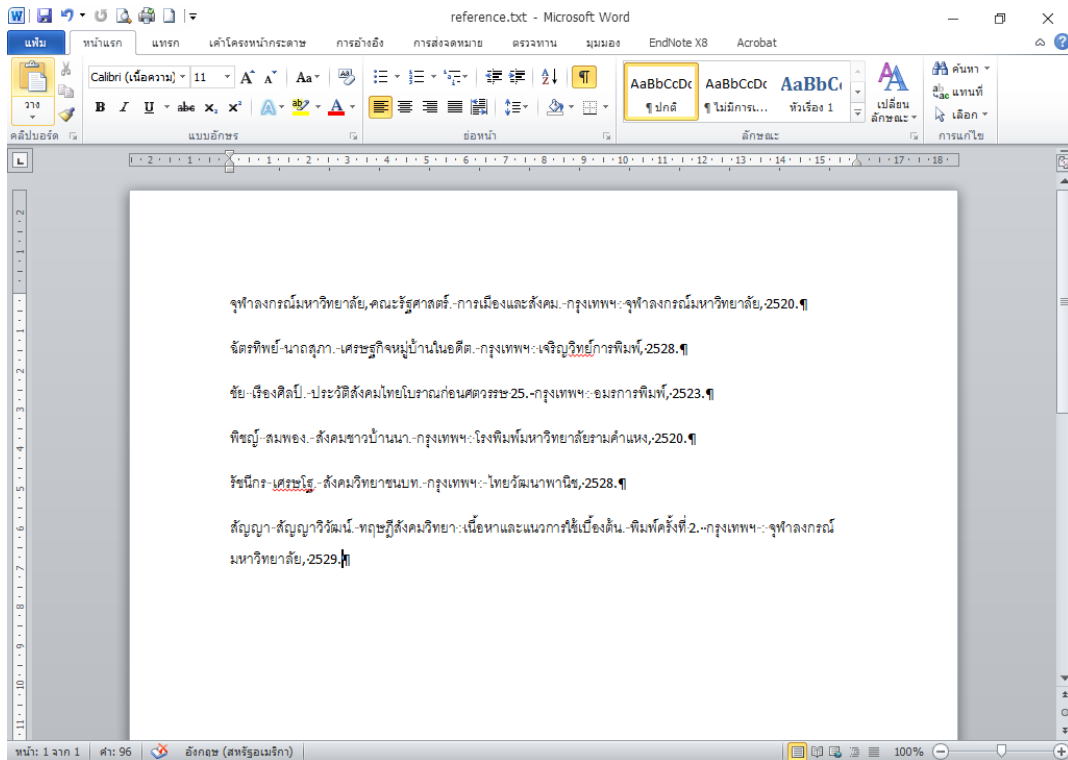 reference.txt - Microsoft Word
แฟ้ม หน้าแรก แทรก เค้าโครงหน้ากระดาษ การอ้างอิง การส่งจดหมาย ตรวจทาน มุมมอง EndNote X8 Acrobat
วาง
Calibri (เนื้อความ) 11
AaBbCcDc AaBbCcDc AaBbC
¶ ปกติ ¶ ไม่มีการเ... หัวเรื่อง 1
เปลี่ยน
ลักษณะ
ค้นหา
แทนที่
เลือก
คลิปบอร์ด แบบอักษร ย่อหน้า ลักษณะ การแก้ไข
จุฬาลงกรณ์มหาวิทยาลัย, คณะรัฐศาสตร์. การเมืองและสังคม. กรุงเทพฯ: จุฬาลงกรณ์มหาวิทยาลัย, 2520.¶
ฉัตรทิพย์ นาถสุภา. เศรษฐกิจหมู่บ้านในอดีต. กรุงเทพฯ: เจริญวิทย์การพิมพ์, 2528.¶
ชัย เรืองศิลป์. ประวัติสังคมไทยโบราณก่อนศตวรรษ 25. กรุงเทพฯ: อมรการพิมพ์, 2523.¶
พิชญ์ สมพอง. สังคมชาวบ้านนา. กรุงเทพฯ: โรงพิมพ์มหาวิทยาลัยรามคำแหง, 2520.¶
รัชนีกร เศรษโฐ. สังคมวิทยาชนบท. กรุงเทพฯ: ไทยวัฒนาพานิช, 2528.¶
สัญญา สัญญาวิวัฒน์. ทฤษฎีสังคมวิทยา : เนื้อหาและแนวการใช้เบื้องต้น. พิมพ์ครั้งที่ 2. กรุงเทพฯ : จุฬาลงกรณ์
มหาวิทยาลัย, 2529.¶
หน้า: 1 จาก 1 คำ: 96 อังกฤษ (สหรัฐอเมริกา) 100%